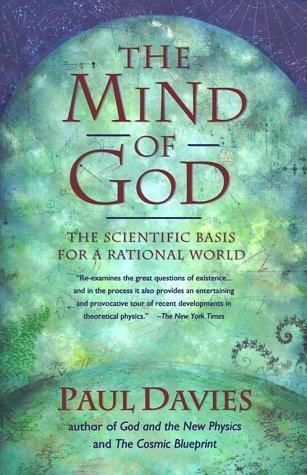 THE
MIND
OF
GOD
THE SCIENTIFIC BASIS
FOR A RATIONAL WORLD
"Re-examines the great questions of existence...
and in the process it also provides an entertaining
and provocative tour of recent developments in
theoretical physics." —The New York Times
PAUL DAVIES
author of God and the New Physics
and The Cosmic Blueprint